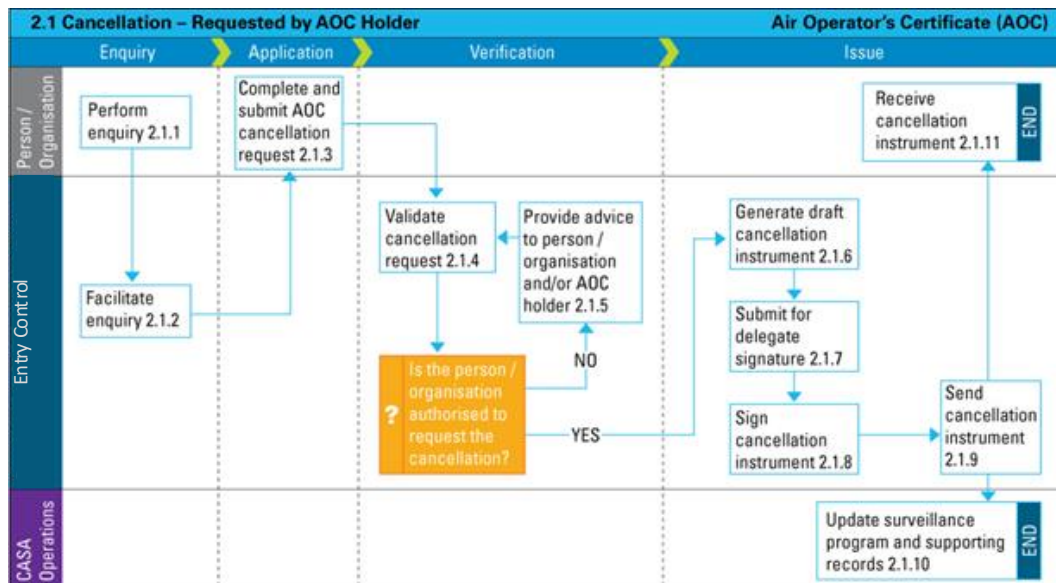 2.1 Cancellation – Requested by AOC Holder
Air Operator's Certificate (AOC)
Enquiry
Application
Verification
Issue
Person /
Organisation
Perform
enquiry 2.1.1
Complete and
submit AOC
cancellation
request 2.1.3
Receive
cancellation
instrument 2.1.11
END
Entry Control
Facilitate
enquiry 2.1.2
Validate
cancellation
request 2.1.4
Provide advice
to person /
organisation
and/or AOC
holder 2.1.5
?
Is the person /
organisation
authorised to
request the
cancellation?
NO
YES
Generate draft
cancellation
instrument 2.1.6
Submit for
delegate
signature 2.1.7
Sign
cancellation
instrument 2.1.8
Send
cancellation
instrument
2.1.9
CASA
Operations
Update surveillance
program and supporting
records 2.1.10
END